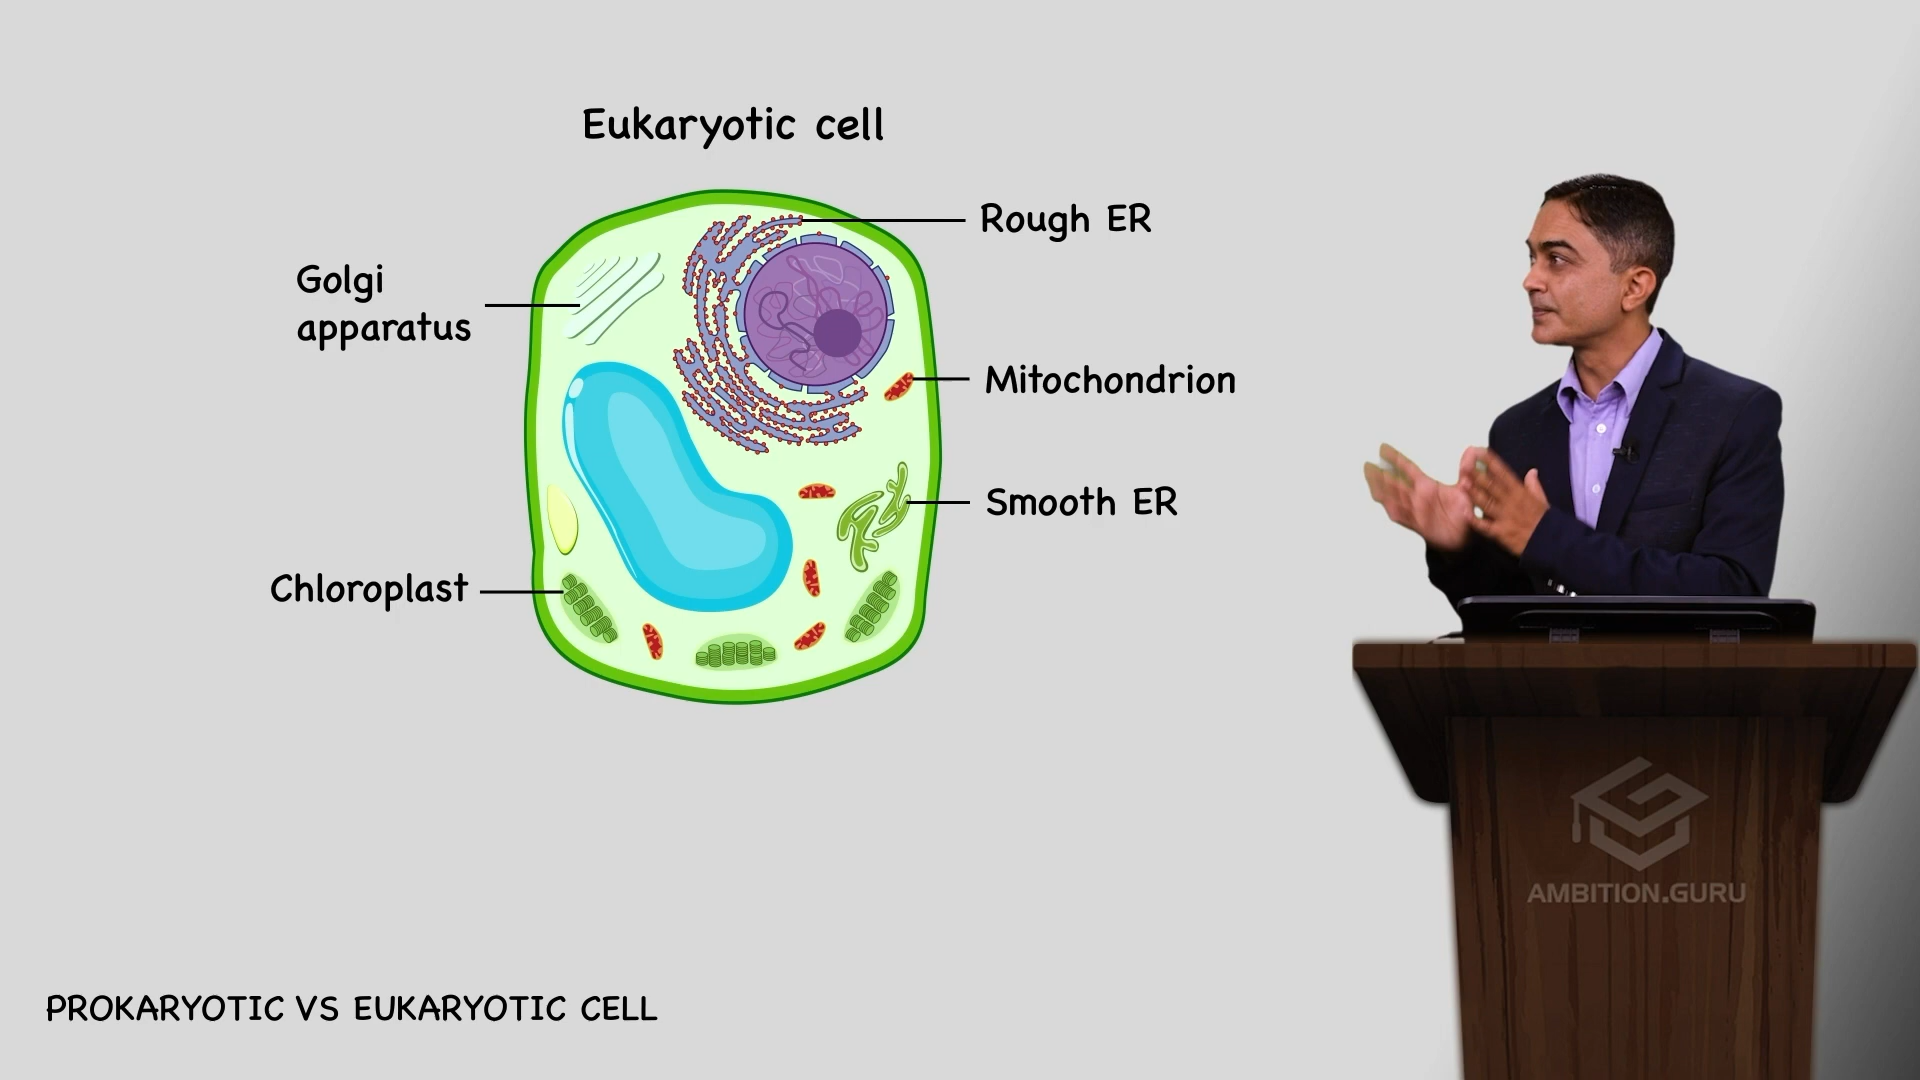 Eukaryotic cell
Rough ER
Golgi
apparatus
Mitochondrion
Smooth ER
Chloroplast
AMBITION.GURU
PROKARYOTIC VS EUKARYOTIC CELL